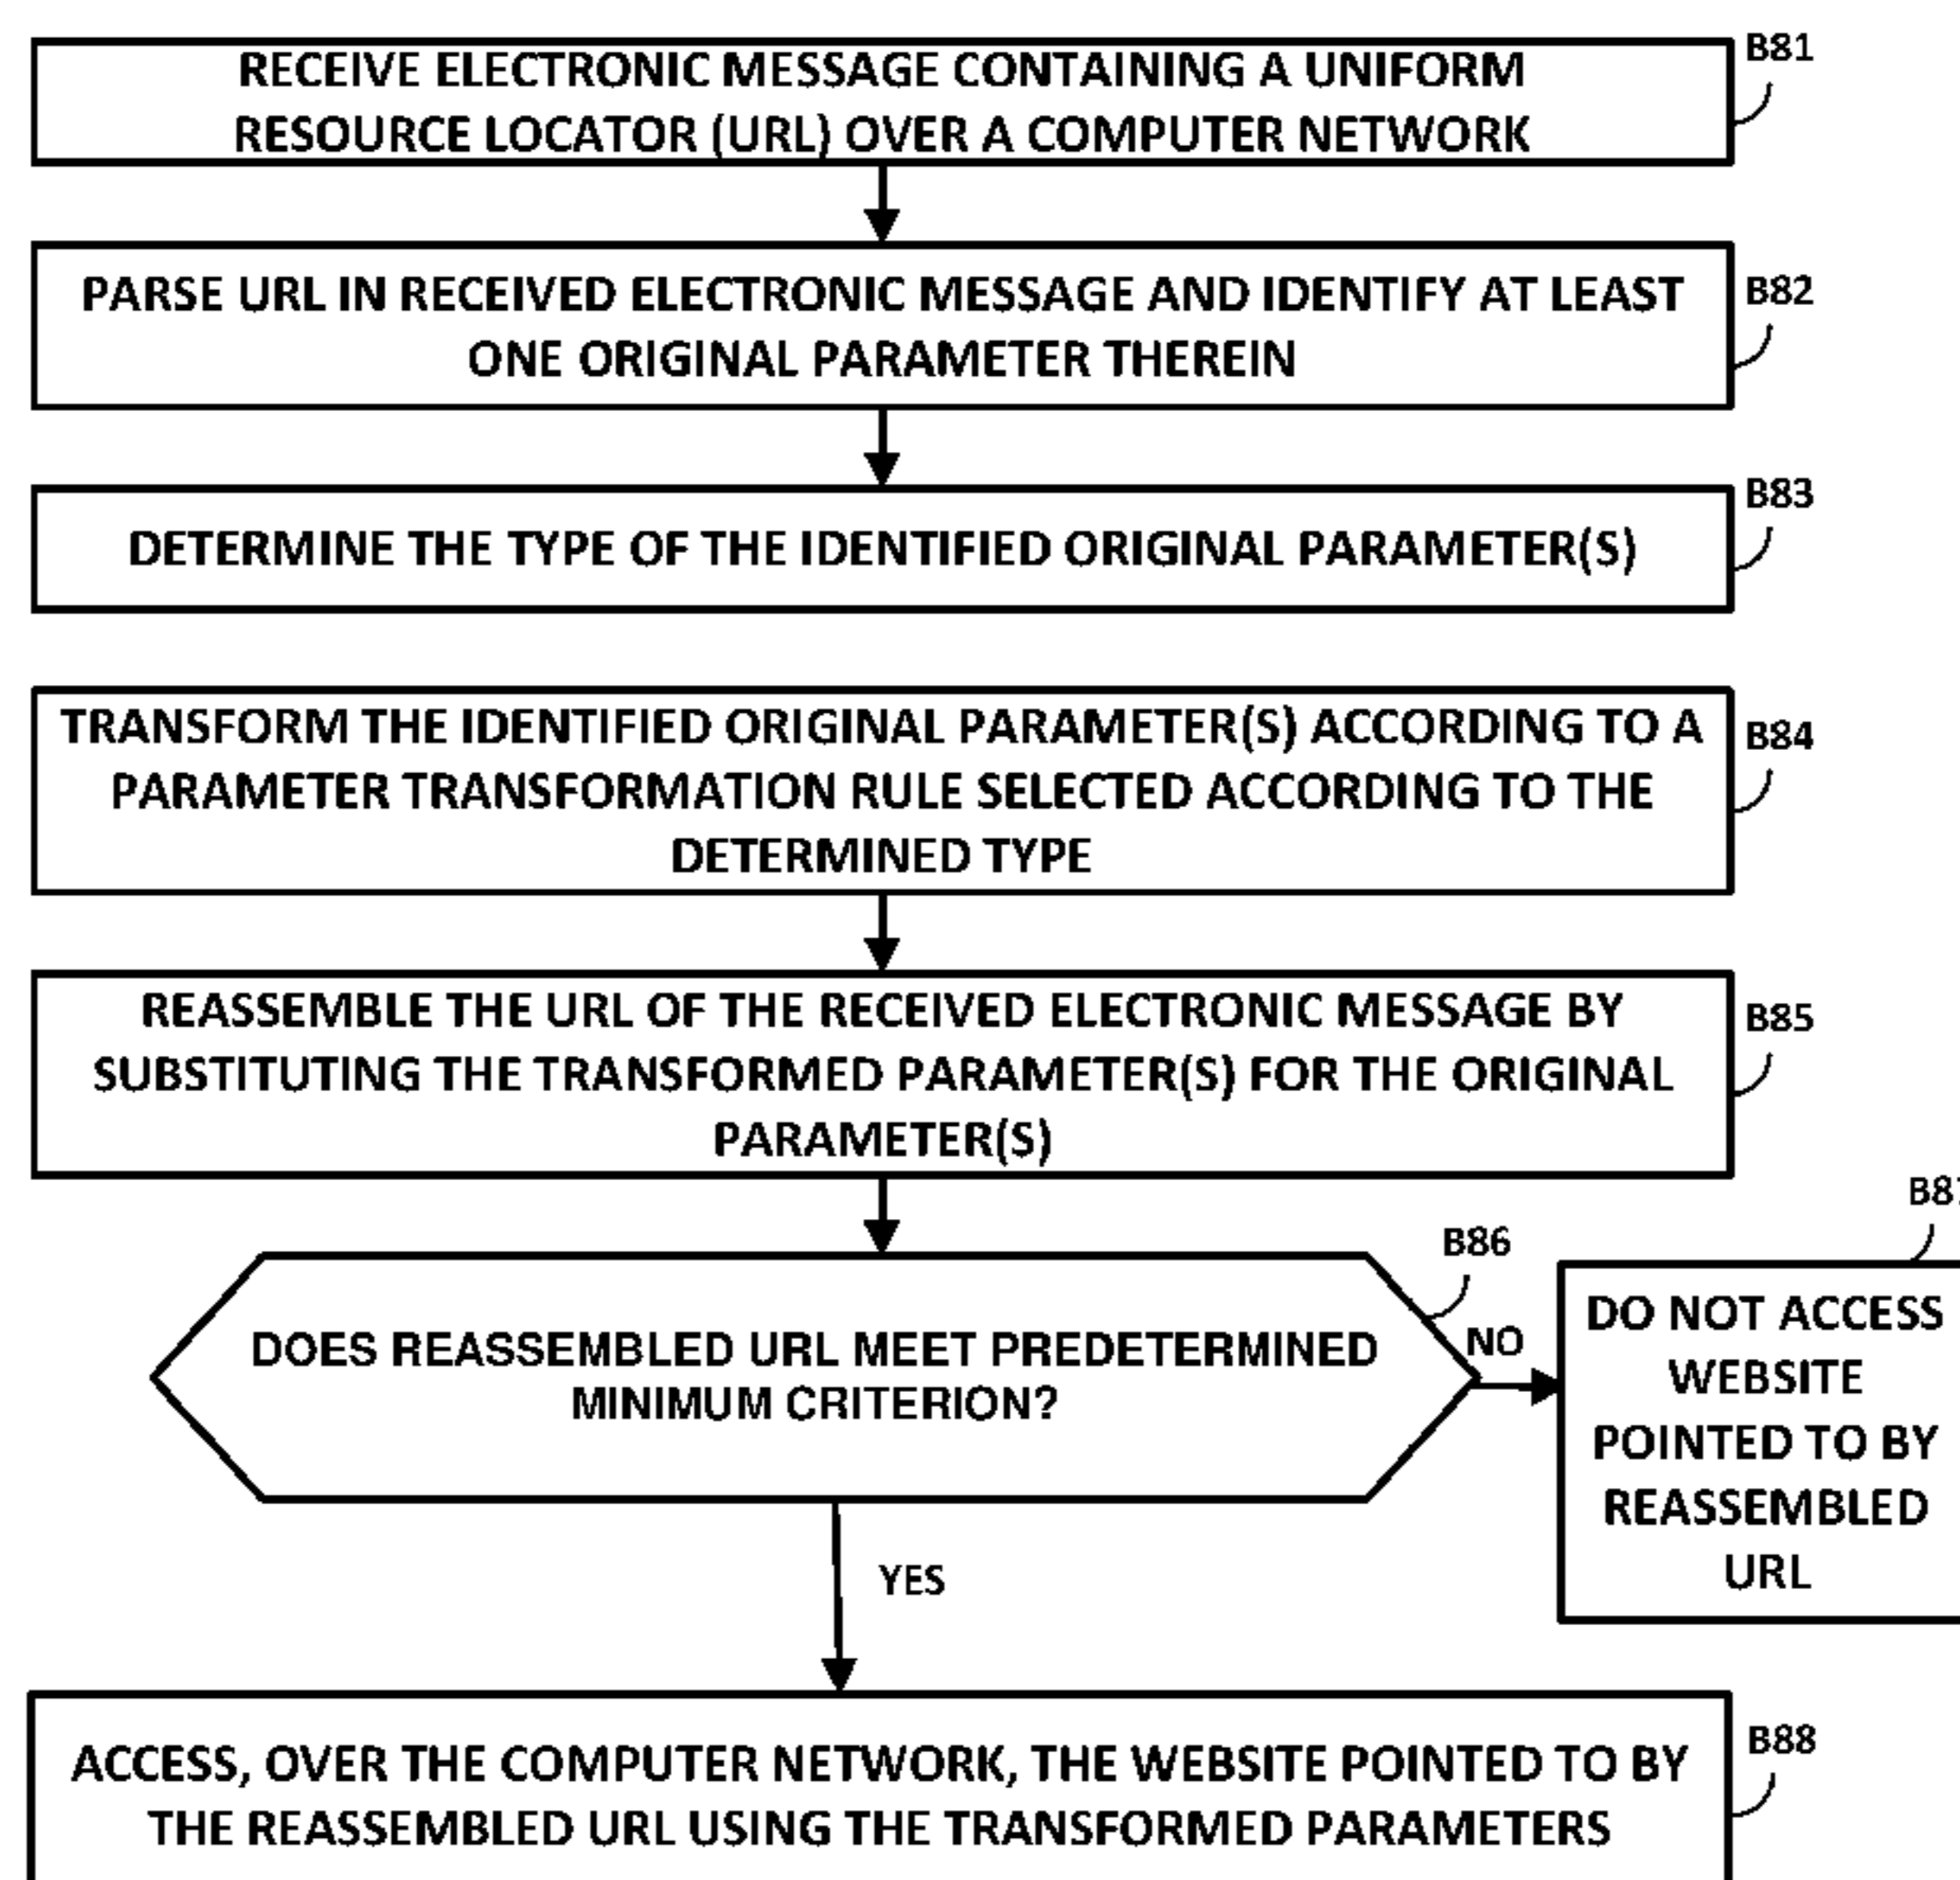 B81
RECEIVE ELECTRONIC MESSAGE CONTAINING A UNIFORM
RESOURCE LOCATOR (URL) OVER A COMPUTER NETWORK
B82
PARSE URL IN RECEIVED ELECTRONIC MESSAGE AND IDENTIFY AT LEAST
ONE ORIGINAL PARAMETER THEREIN
B83
DETERMINE THE TYPE OF THE IDENTIFIED ORIGINAL PARAMETER(S)
B84
TRANSFORM THE IDENTIFIED ORIGINAL PARAMETER(S) ACCORDING TO A
PARAMETER TRANSFORMATION RULE SELECTED ACCORDING TO THE
DETERMINED TYPE
B85
REASSEMBLE THE URL OF THE RECEIVED ELECTRONIC MESSAGE BY
SUBSTITUTING THE TRANSFORMED PARAMETER(S) FOR THE ORIGINAL
PARAMETER(S)
B86
DOES REASSEMBLED URL MEET PREDETERMINED
MINIMUM CRITERION?
NO
DO NOT ACCESS
WEBSITE
POINTED TO BY
REASSEMBLED
URL
YES
B88
ACCESS, OVER THE COMPUTER NETWORK, THE WEBSITE POINTED TO BY
THE REASSEMBLED URL USING THE TRANSFORMED PARAMETERS